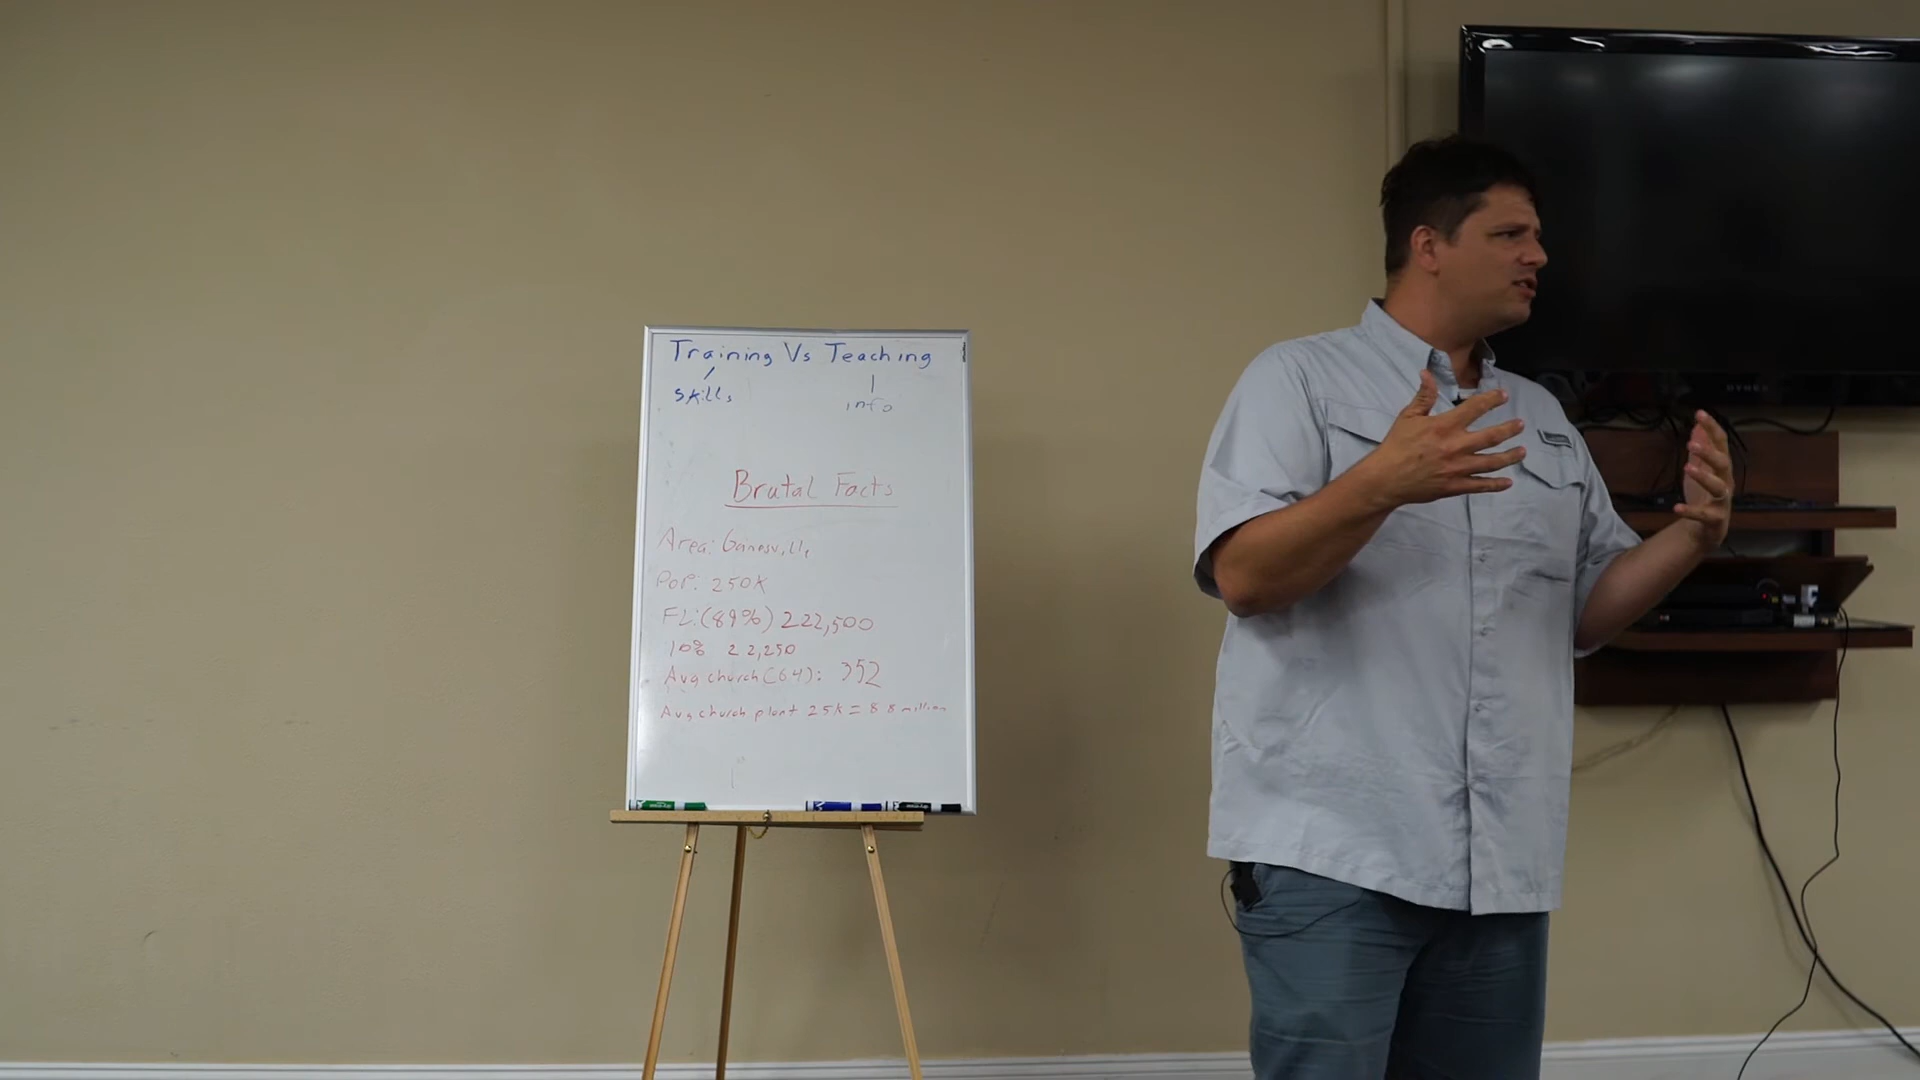 Training Vs Teaching
skills info
Brutal Facts
Area: Gainesville
POP: 250K
FL: (89%) 222,500
10% 22,250
Avg church (64): 352
Avg church plant 25K = 8.8 million
DYNEX